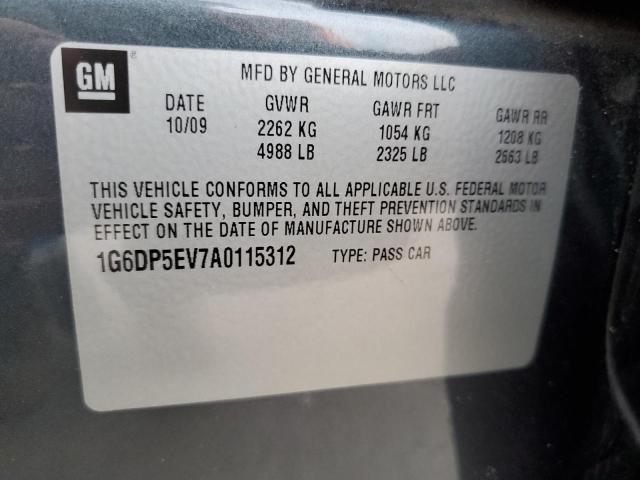 GM®
MFD BY GENERAL MOTORS LLC
DATE GVWR GAWR FRT GAWR RR
10/09 2262 KG 1054 KG 1208 KG
4988 LB 2325 LB 2663 LB
THIS VEHICLE CONFORMS TO ALL APPLICABLE U.S. FEDERAL MOTOR
VEHICLE SAFETY, BUMPER, AND THEFT PREVENTION STANDARDS IN
EFFECT ON THE DATE OF MANUFACTURE SHOWN ABOVE.
1G6DP5EV7A0115312 TYPE: PASS CAR